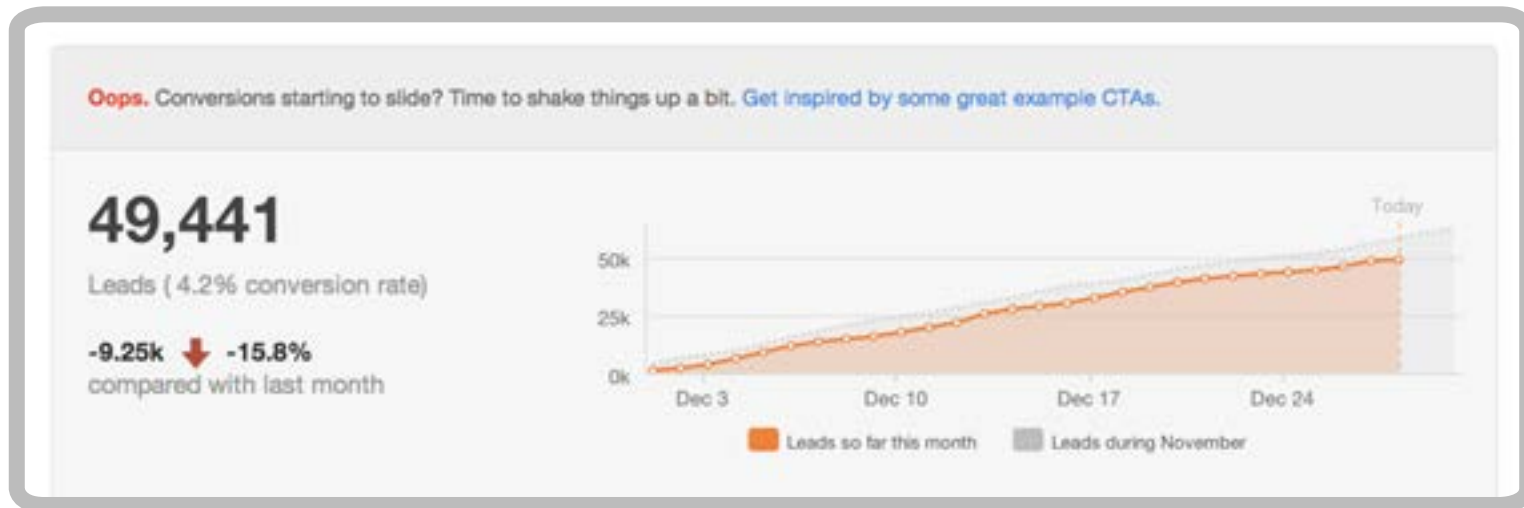 Oops. Conversions starting to slide? Time to shake things up a bit. Get inspired by some great example CTAs.
49,441
Leads ( 4.2% conversion rate)
-9.25k -15.8%
compared with last month
Today
50k
25k
0k
Dec 3 Dec 10 Dec 17 Dec 24
Leads so far this month Leads during November